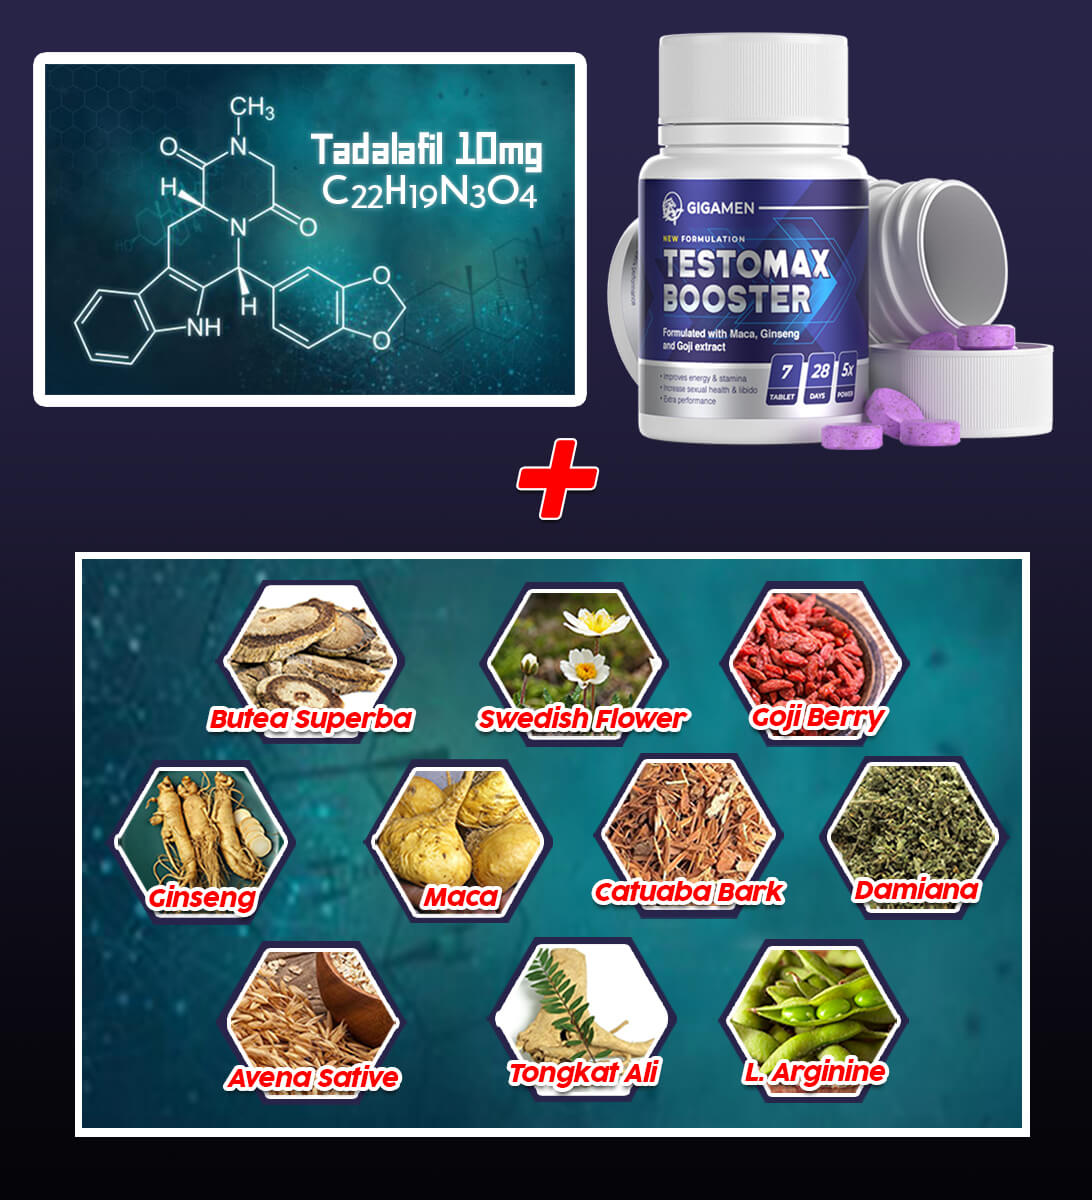 CH3
O
N
H
Tadalafil 10mg
C22H19N3O4
N
O
H
NH
O
O
GIGAMEN
NEW FORMULATION
TESTOMAX
BOOSTER
Formulated with Maca, Ginseng
and Goji extract
• Improves energy & stamina
• Increase sexual health & libido
• Extra performance
7 TABLET
28 DAYS
5X POWER
+
Butea Superba
Swedish Flower
Goji Berry
Ginseng
Maca
Catuaba Bark
Damiana
Avena Sative
Tongkat Ali
L. Arginine